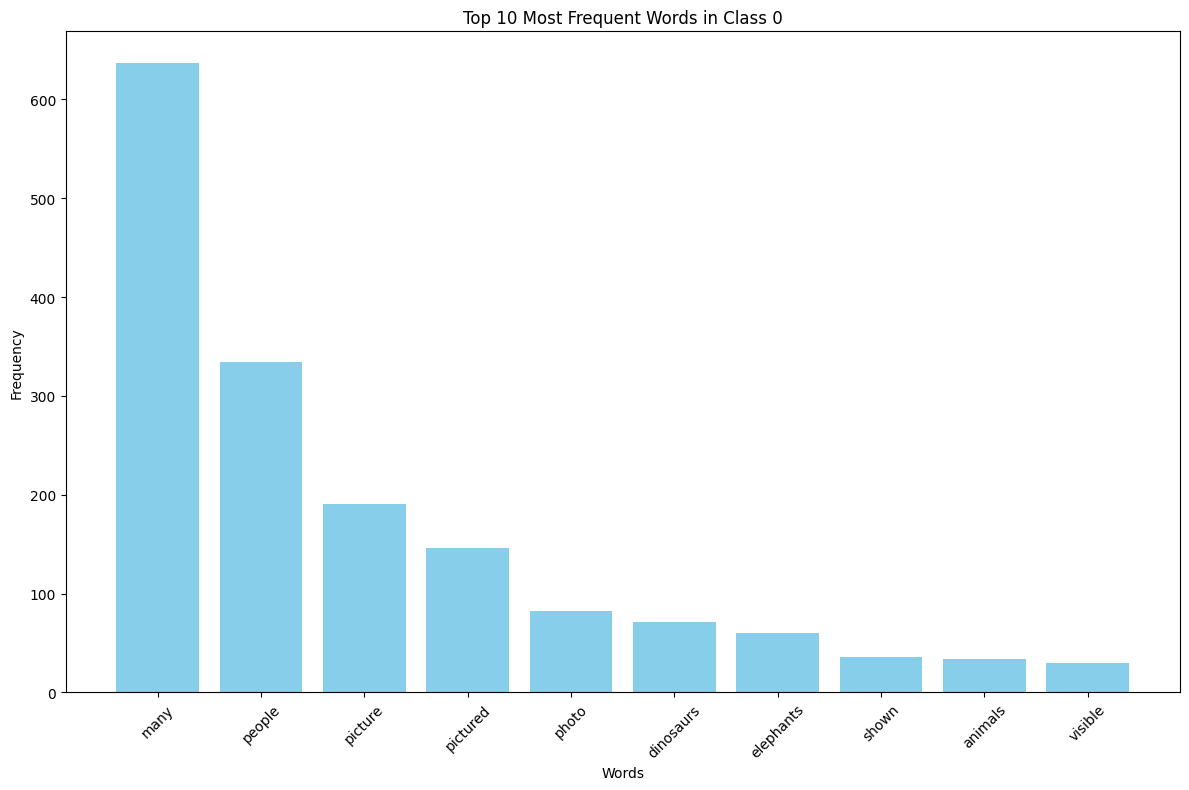 Top 10 Most Frequent Words in Class 0
Frequency
600
500
400
300
200
100
0
many people picture pictured photo dinosaurs elephants shown animals visible
Words